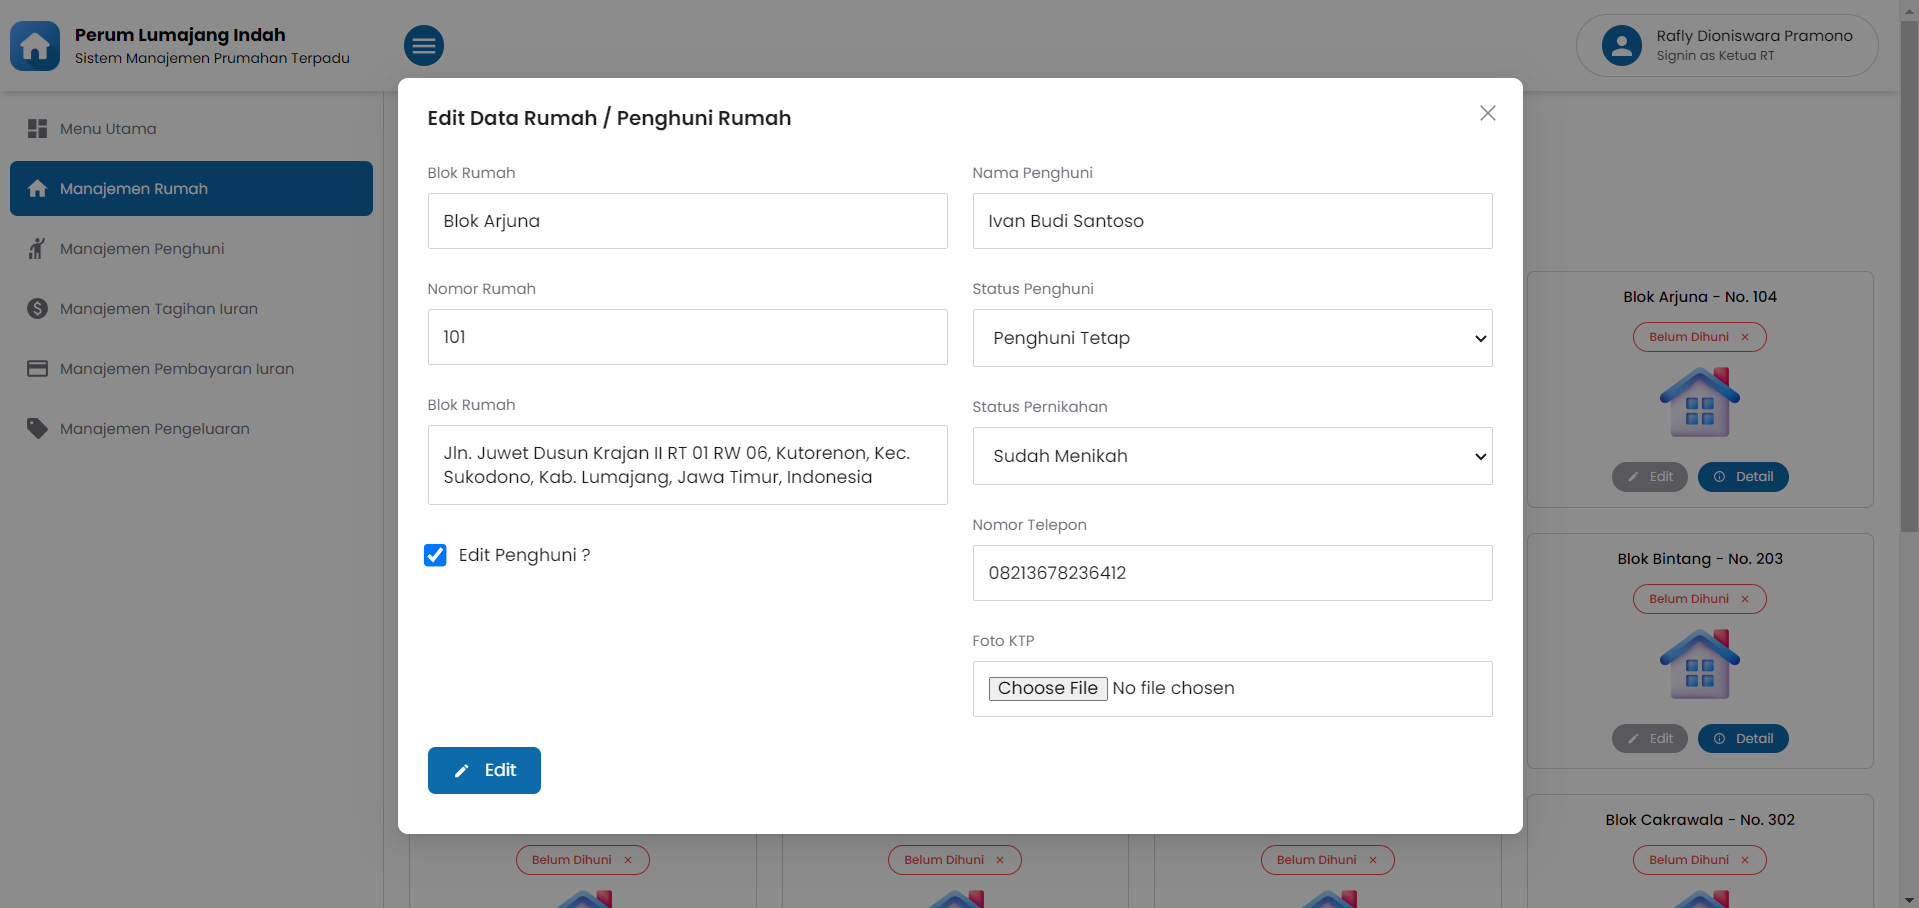 Perum Lumajang Indah
Sistem Manajemen Prumahan Terpadu
Rafly Dioniswara Pramono
Signin as Ketua RT
Menu Utama
Manajemen Rumah
Manajemen Penghuni
Manajemen Tagihan Iuran
Manajemen Pembayaran Iuran
Manajemen Pengeluaran
Edit Data Rumah / Penghuni Rumah
Blok Rumah
Blok Arjuna
Nomor Rumah
101
Blok Rumah
Jln. Juwet Dusun Krajan II RT 01 RW 06, Kutorenon, Kec.
Sukodono, Kab. Lumajang, Jawa Timur, Indonesia
Edit Penghuni ?
Nama Penghuni
Ivan Budi Santoso
Status Penghuni
Penghuni Tetap
Status Pernikahan
Sudah Menikah
Nomor Telepon
08213678236412
Foto KTP
Choose File No file chosen
Edit
Blok Arjuna - No. 104
Belum Dihuni
Edit
Detail
Blok Bintang - No. 203
Belum Dihuni
Edit
Detail
Blok Cakrawala - No. 302
Belum Dihuni
Belum Dihuni
Belum Dihuni
Belum Dihuni